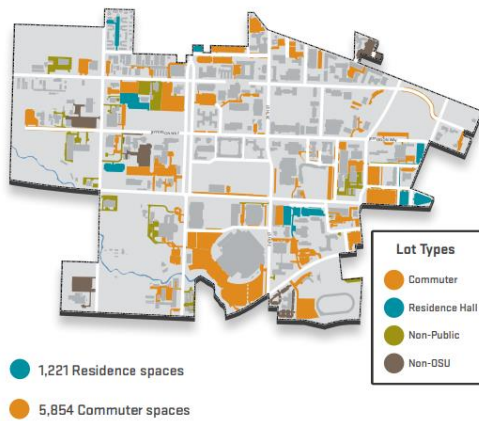 Lot Types
Commuter
Residence Hall
Non-Public
Non-OSU
1,221 Residence spaces
5,854 Commuter spaces